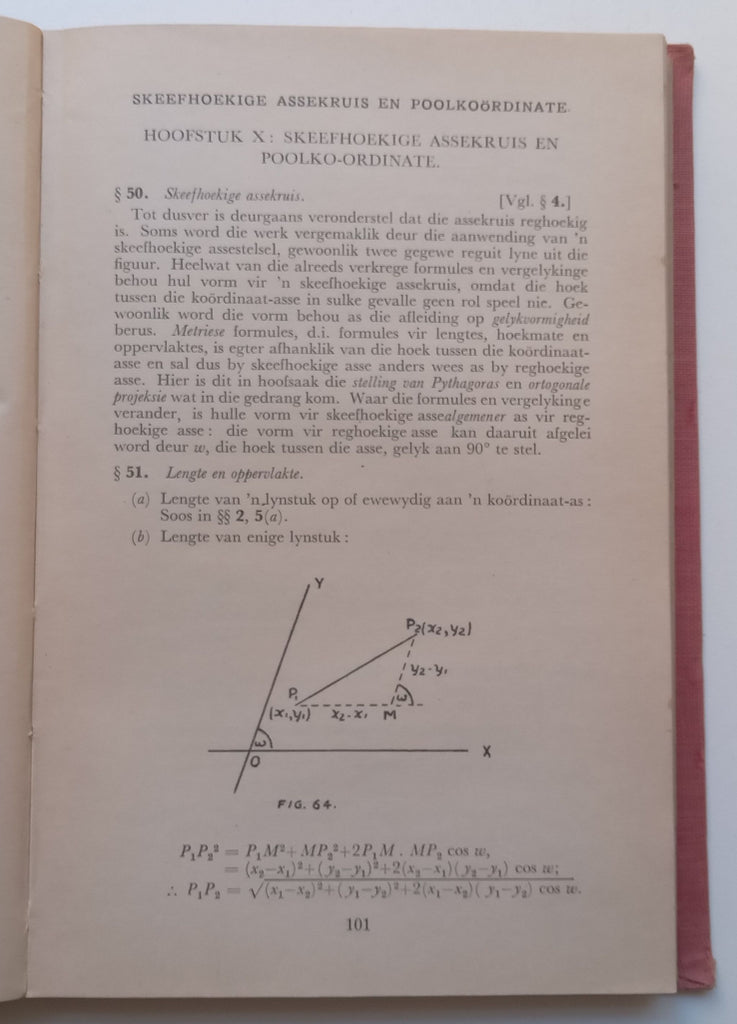 SKEEFHOEKIGE ASSEKRUIS EN POOLKOÖRDINATE.
HOOFSTUK X: SKEEFHOEKIGE ASSEKRUIS EN
POOLKO-ORDINATE.
§ 50. Skeefhoekige assekruis. [Vgl. § 4.]
Tot dusver is deurgaans veronderstel dat die assekruis reghoekig
is. Soms word die werk vergemaklik deur die aanwending van 'n
skeefhoekige assestelsel, gewoonlik twee gegewe reguit lyne uit die
figuur. Heelwat van die alreeds verkrege formules en vergelykinge
behou hul vorm vir 'n skeefhoekige assekruis, omdat die hoek
tussen die koördinaat-asse in sulke gevalle geen rol speel nie. Ge-
woonlik word die vorm behou as die afleiding op gelykvormigheid
berus. Metriese formules, d.i. formules vir lengtes, hoekmate en
oppervlaktes, is egter afhanklik van die hoek tussen die koördinaat-
asse en sal dus by skeefhoekige asse anders wees as by reghoekige
asse. Hier is dit in hoofsaak die stelling van Pythagoras en ortogonale
projeksie wat in die gedrang kom. Waar die formules en vergelykinge
verander, is hulle vorm vir skeefhoekige asse algemener as vir reg-
hoekige asse: die vorm vir reghoekige asse kan daaruit afgelei
word deur w, die hoek tussen die asse, gelyk aan 90° te stel.
§ 51. Lengte en oppervlakte.
(a) Lengte van 'n lynstuk op of ewewydig aan 'n koördinaat-as:
Soos in §§ 2, 5(a).
(b) Lengte van enige lynstuk:
Y
P₂(x₂,y₂)
y₂-y₁
P₁
ω
(x₁,y₁) x₂-x₁ M
ω
O
X
FIG. 64.
P₁P₂² = P₁M²+MP₂²+2P₁M . MP₂ cos w,
= (x₂−x₁)²+(y₂−y₁)²+2(x₂−x₁)(y₂−y₁) cos w;
∴ P₁P₂ = √(x₁−x₂)²+(y₁−y₂)²+2(x₁−x₂)(y₁−y₂) cos w.
101